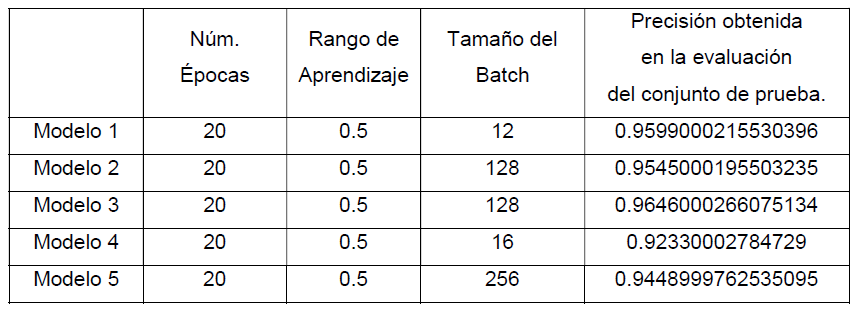 Núm. Épocas Rango de Aprendizaje Tamaño del Batch Precisión obtenida en la evaluación del conjunto de prueba.
Modelo 1 20 0.5 12 0.9599000215530396
Modelo 2 20 0.5 128 0.9545000195503235
Modelo 3 20 0.5 128 0.9646000266075134
Modelo 4 20 0.5 16 0.92330002784729
Modelo 5 20 0.5 256 0.9448999762535095